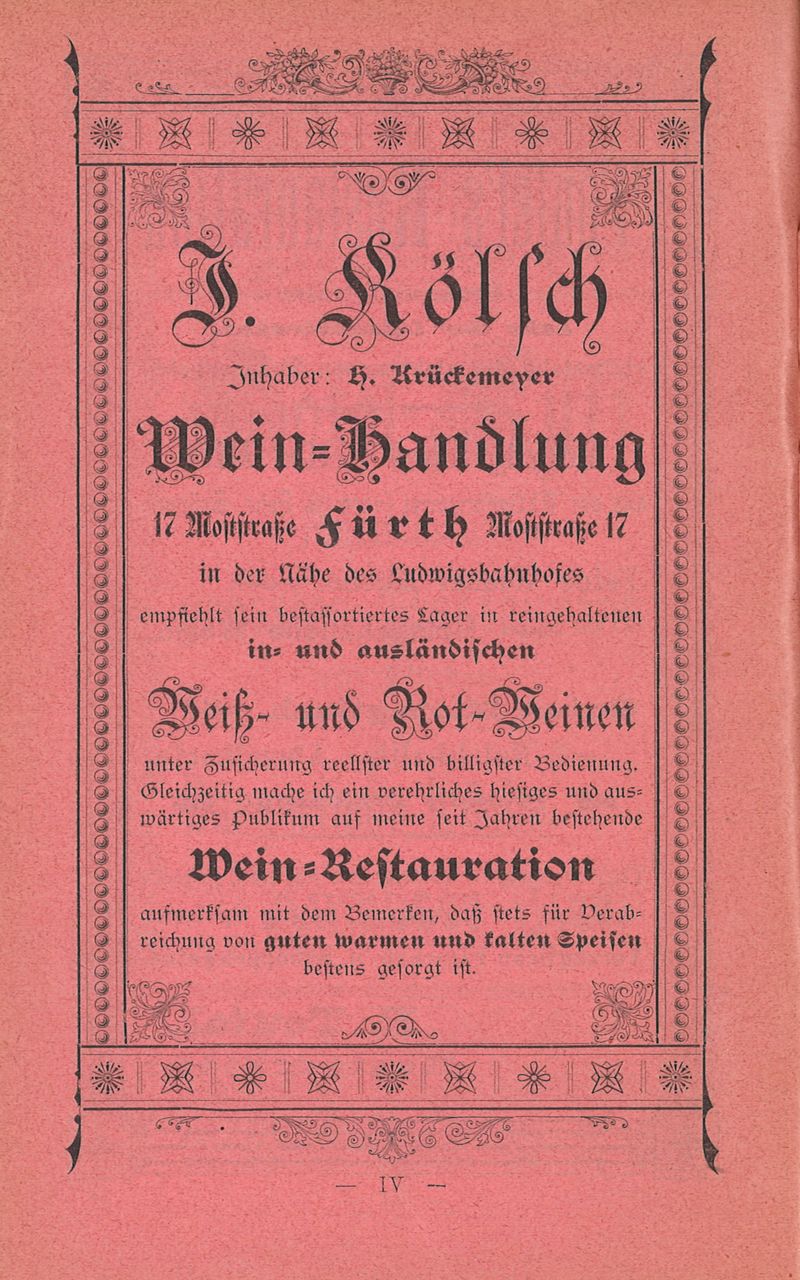 J. Kölsch
Inhaber: H. Krückemeyer
Wein-Handlung
17 Moststraße Fürth Moststraße 17
in der Nähe des Ludwigsbahnhofes
empfiehlt sein bestassortiertes Lager in reingehaltenen
in- und ausländischen
Weiß- und Rot-Weinen
unter Zusicherung reellster und billigster Bedienung.
Gleichzeitig mache ich ein verehrliches hiesiges und aus-
wärtiges Publikum auf meine seit Jahren bestehende
Wein-Restauration
aufmerksam mit dem Bemerken, daß stets für Verab-
reichung von guten warmen und kalten Speisen
bestens gesorgt ist.
— IV —